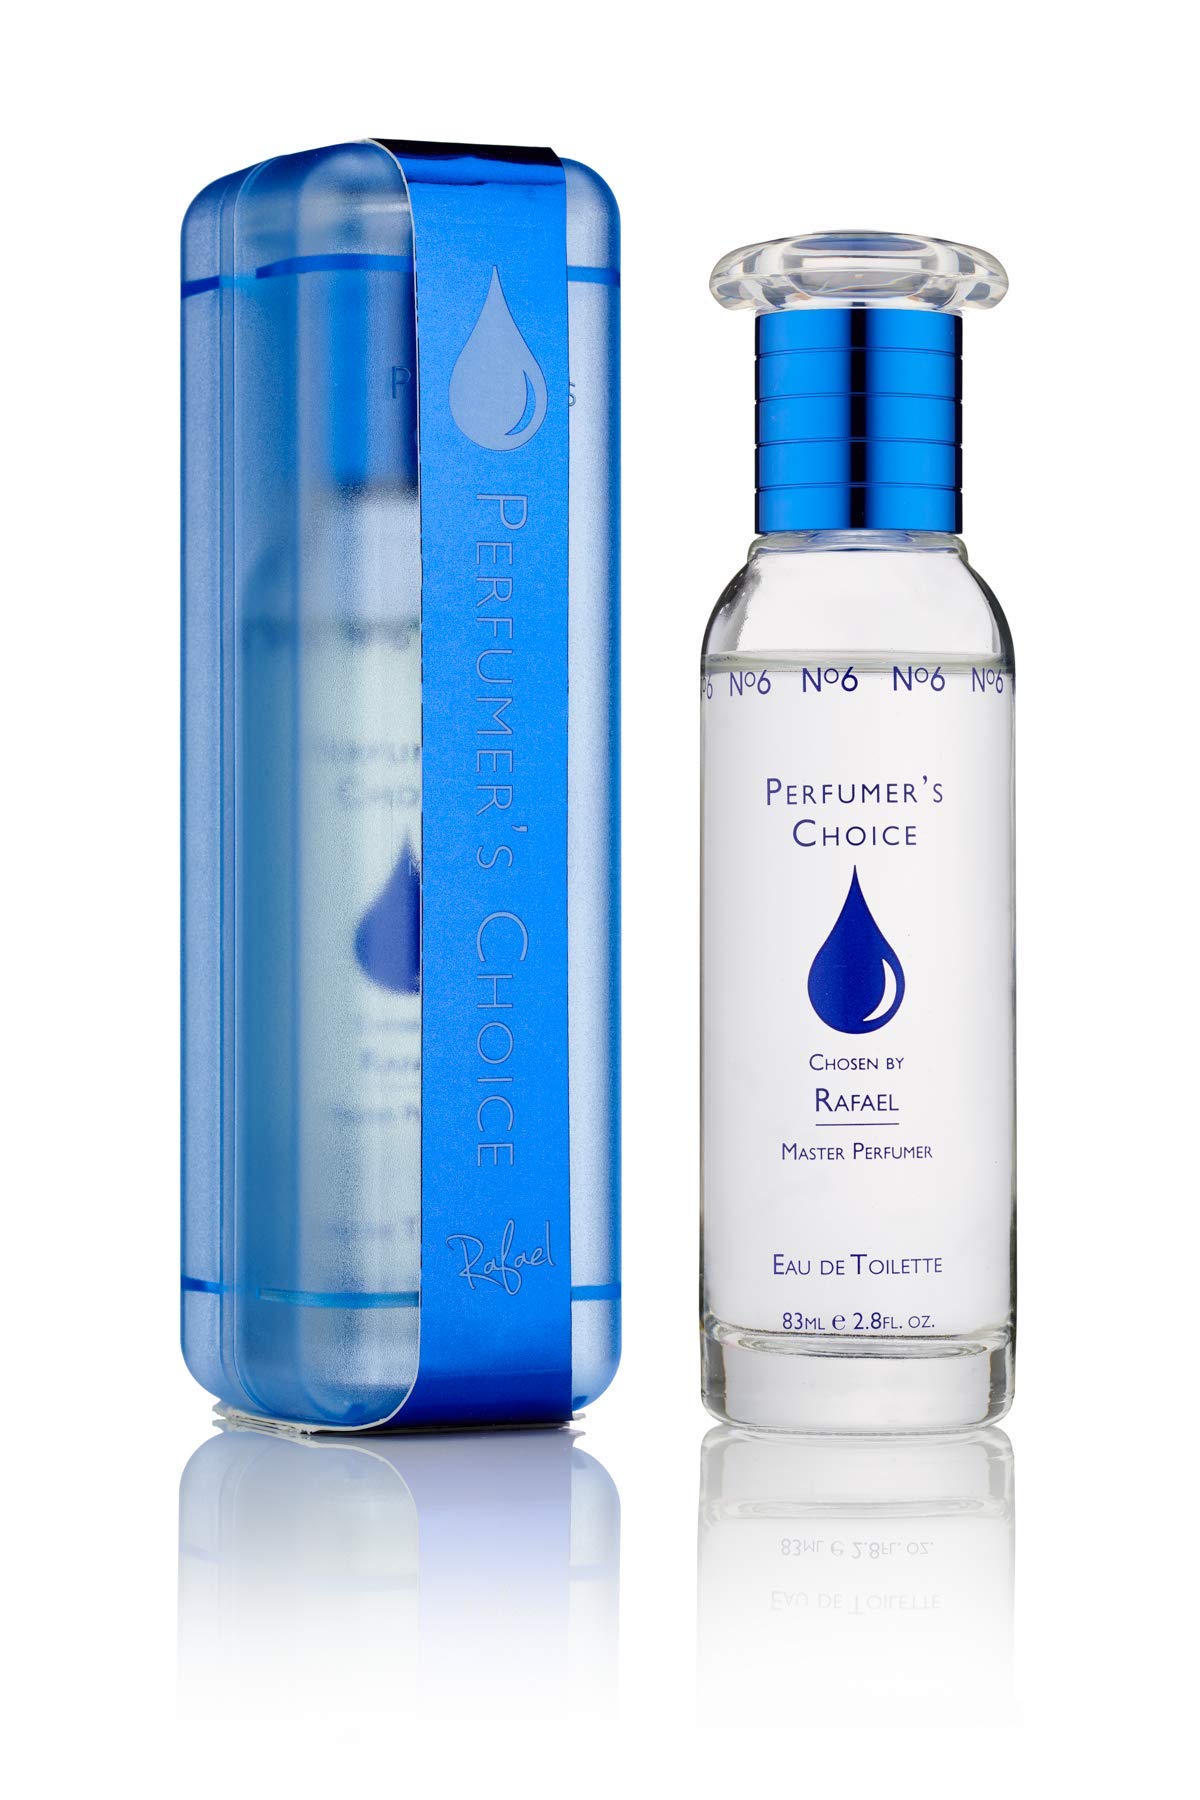 PERFUMER'S CHOICE
Rafael
No6 No6 No6 No6
PERFUMER'S
CHOICE
CHOSEN BY
RAFAEL
MASTER PERFUMER
EAU DE TOILETTE
83ML e 2.8FL. OZ.